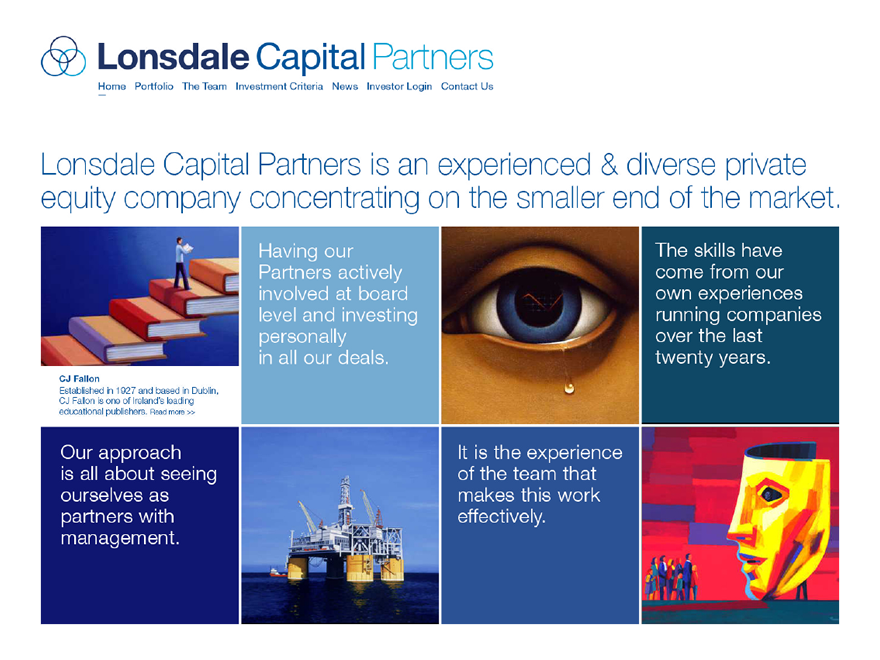 Lonsdale Capital Partners
Home Portfolio The Team Investment Criteria News Investor Login Contact Us
Lonsdale Capital Partners is an experienced & diverse private
equity company concentrating on the smaller end of the market.
CJ Fallon
Established in 1927 and based in Dublin,
CJ Fallon is one of Ireland's leading
educational publishers. Read more >>
Having our
Partners actively
involved at board
level and investing
personally
in all our deals.
The skills have
come from our
own experiences
running companies
over the last
twenty years.
Our approach
is all about seeing
ourselves as
partners with
management.
It is the experience
of the team that
makes this work
effectively.